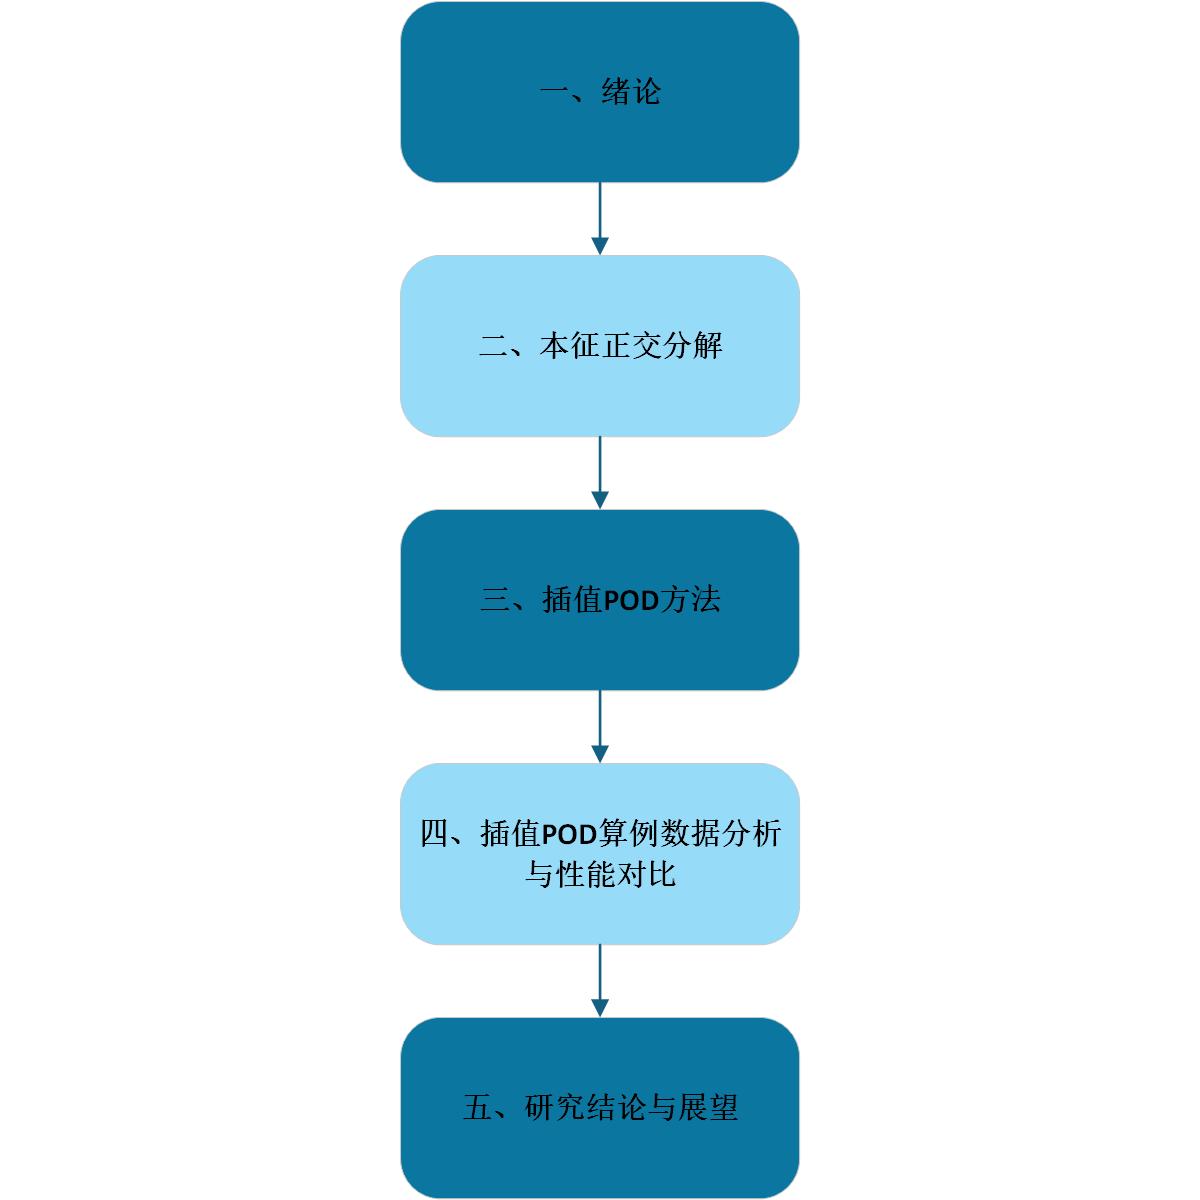 一、绪论
二、本征正交分解
三、插值POD方法
四、插值POD算例数据分析
与性能对比
五、研究结论与展望